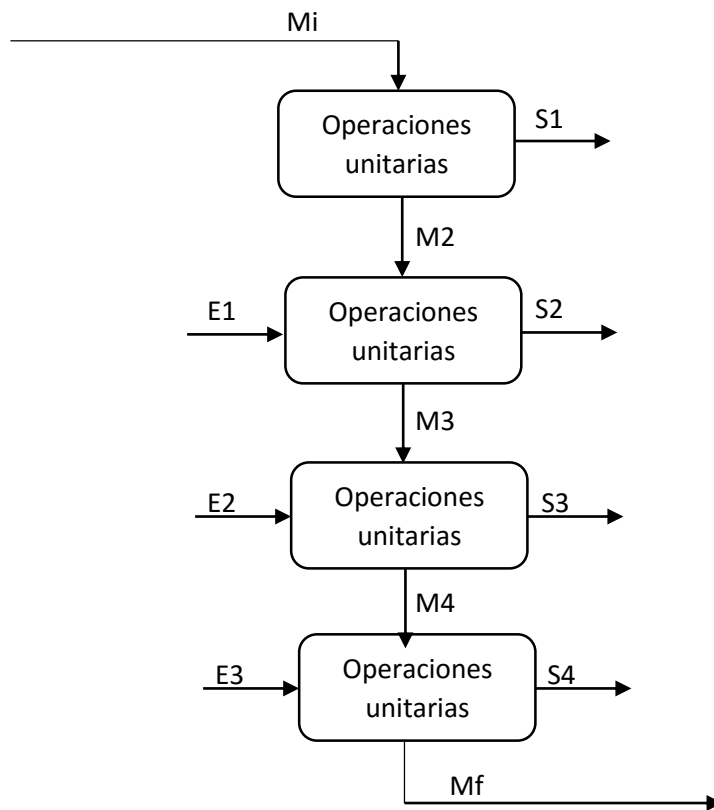 Mi
Operaciones
unitarias
S1
M2
E1
Operaciones
unitarias
S2
M3
E2
Operaciones
unitarias
S3
M4
E3
Operaciones
unitarias
S4
Mf